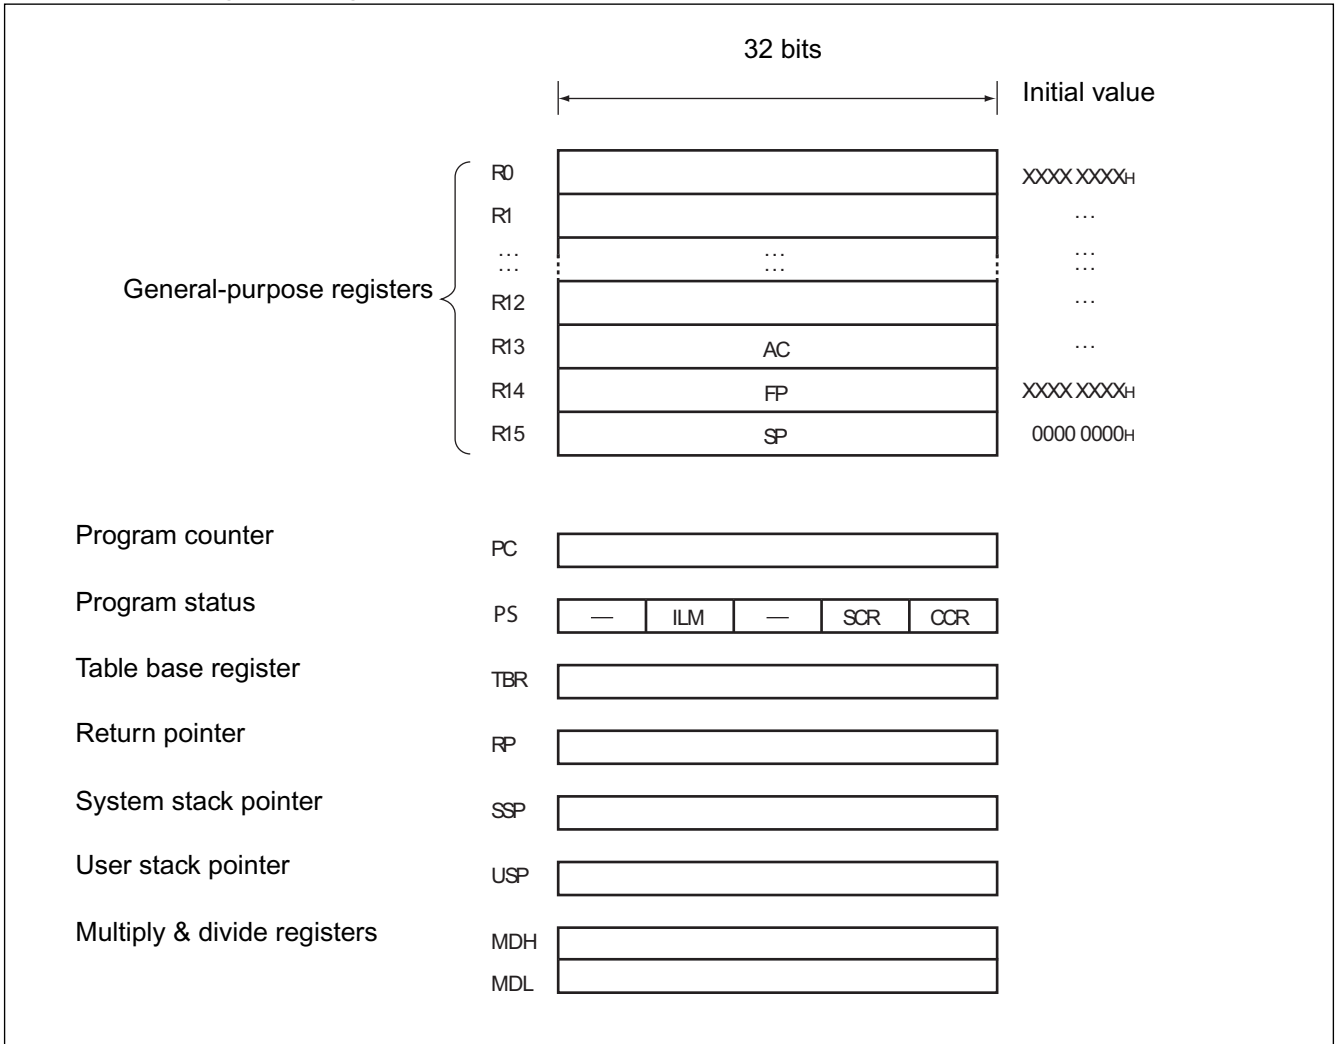 32 bits
Initial value
General-purpose registers
R0 XXXX XXXXH
R1 ...
... ... ...
... ... ...
R12 ...
R13 AC ...
R14 FP XXXX XXXXH
R15 SP 0000 0000H
Program counter PC
Program status PS — ILM — SCR CCR
Table base register TBR
Return pointer RP
System stack pointer SSP
User stack pointer USP
Multiply & divide registers MDH
MDL